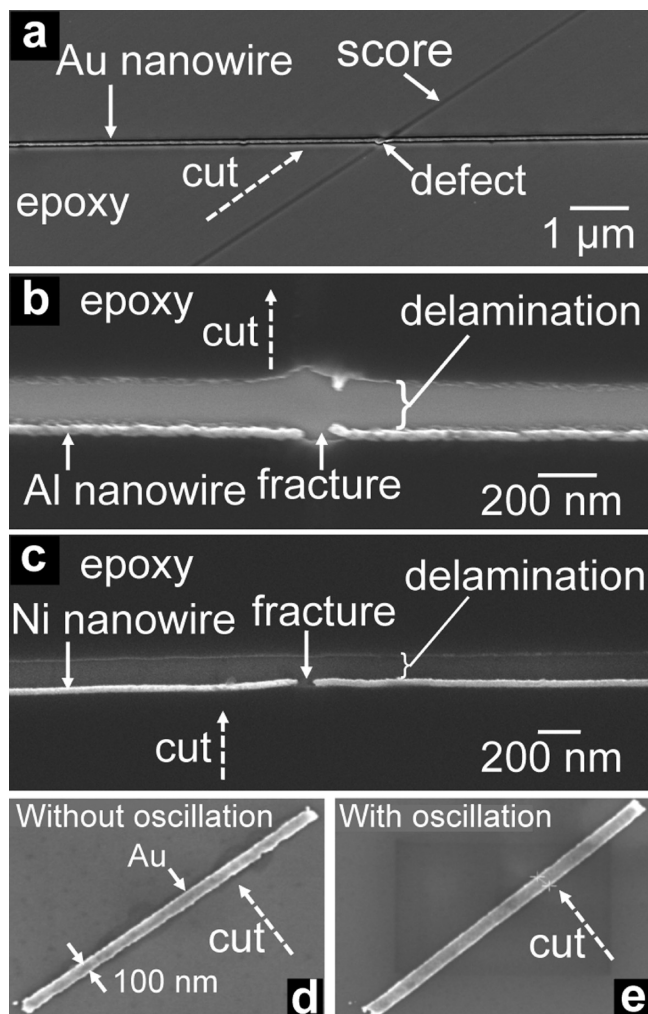 a
Au nanowire
score
cut
defect
epoxy
1 µm
b
epoxy
cut
delamination
Al nanowire
fracture
200 nm
c
epoxy
delamination
Ni nanowire
fracture
cut
200 nm
Without oscillation
Au
cut
100 nm
d
With oscillation
cut
e